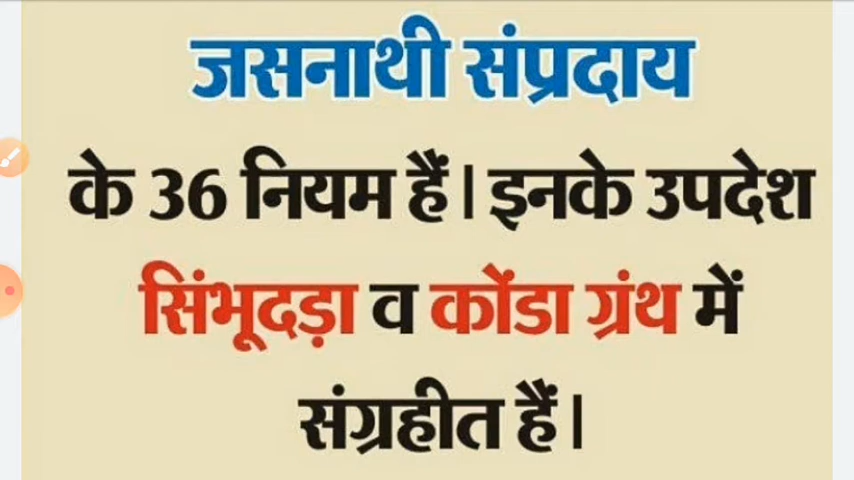 जसनाथी संप्रदाय
के 36 नियम हैं। इनके उपदेश
सिंभूदड़ा व कोंडा ग्रंथ में
संग्रहीत हैं।